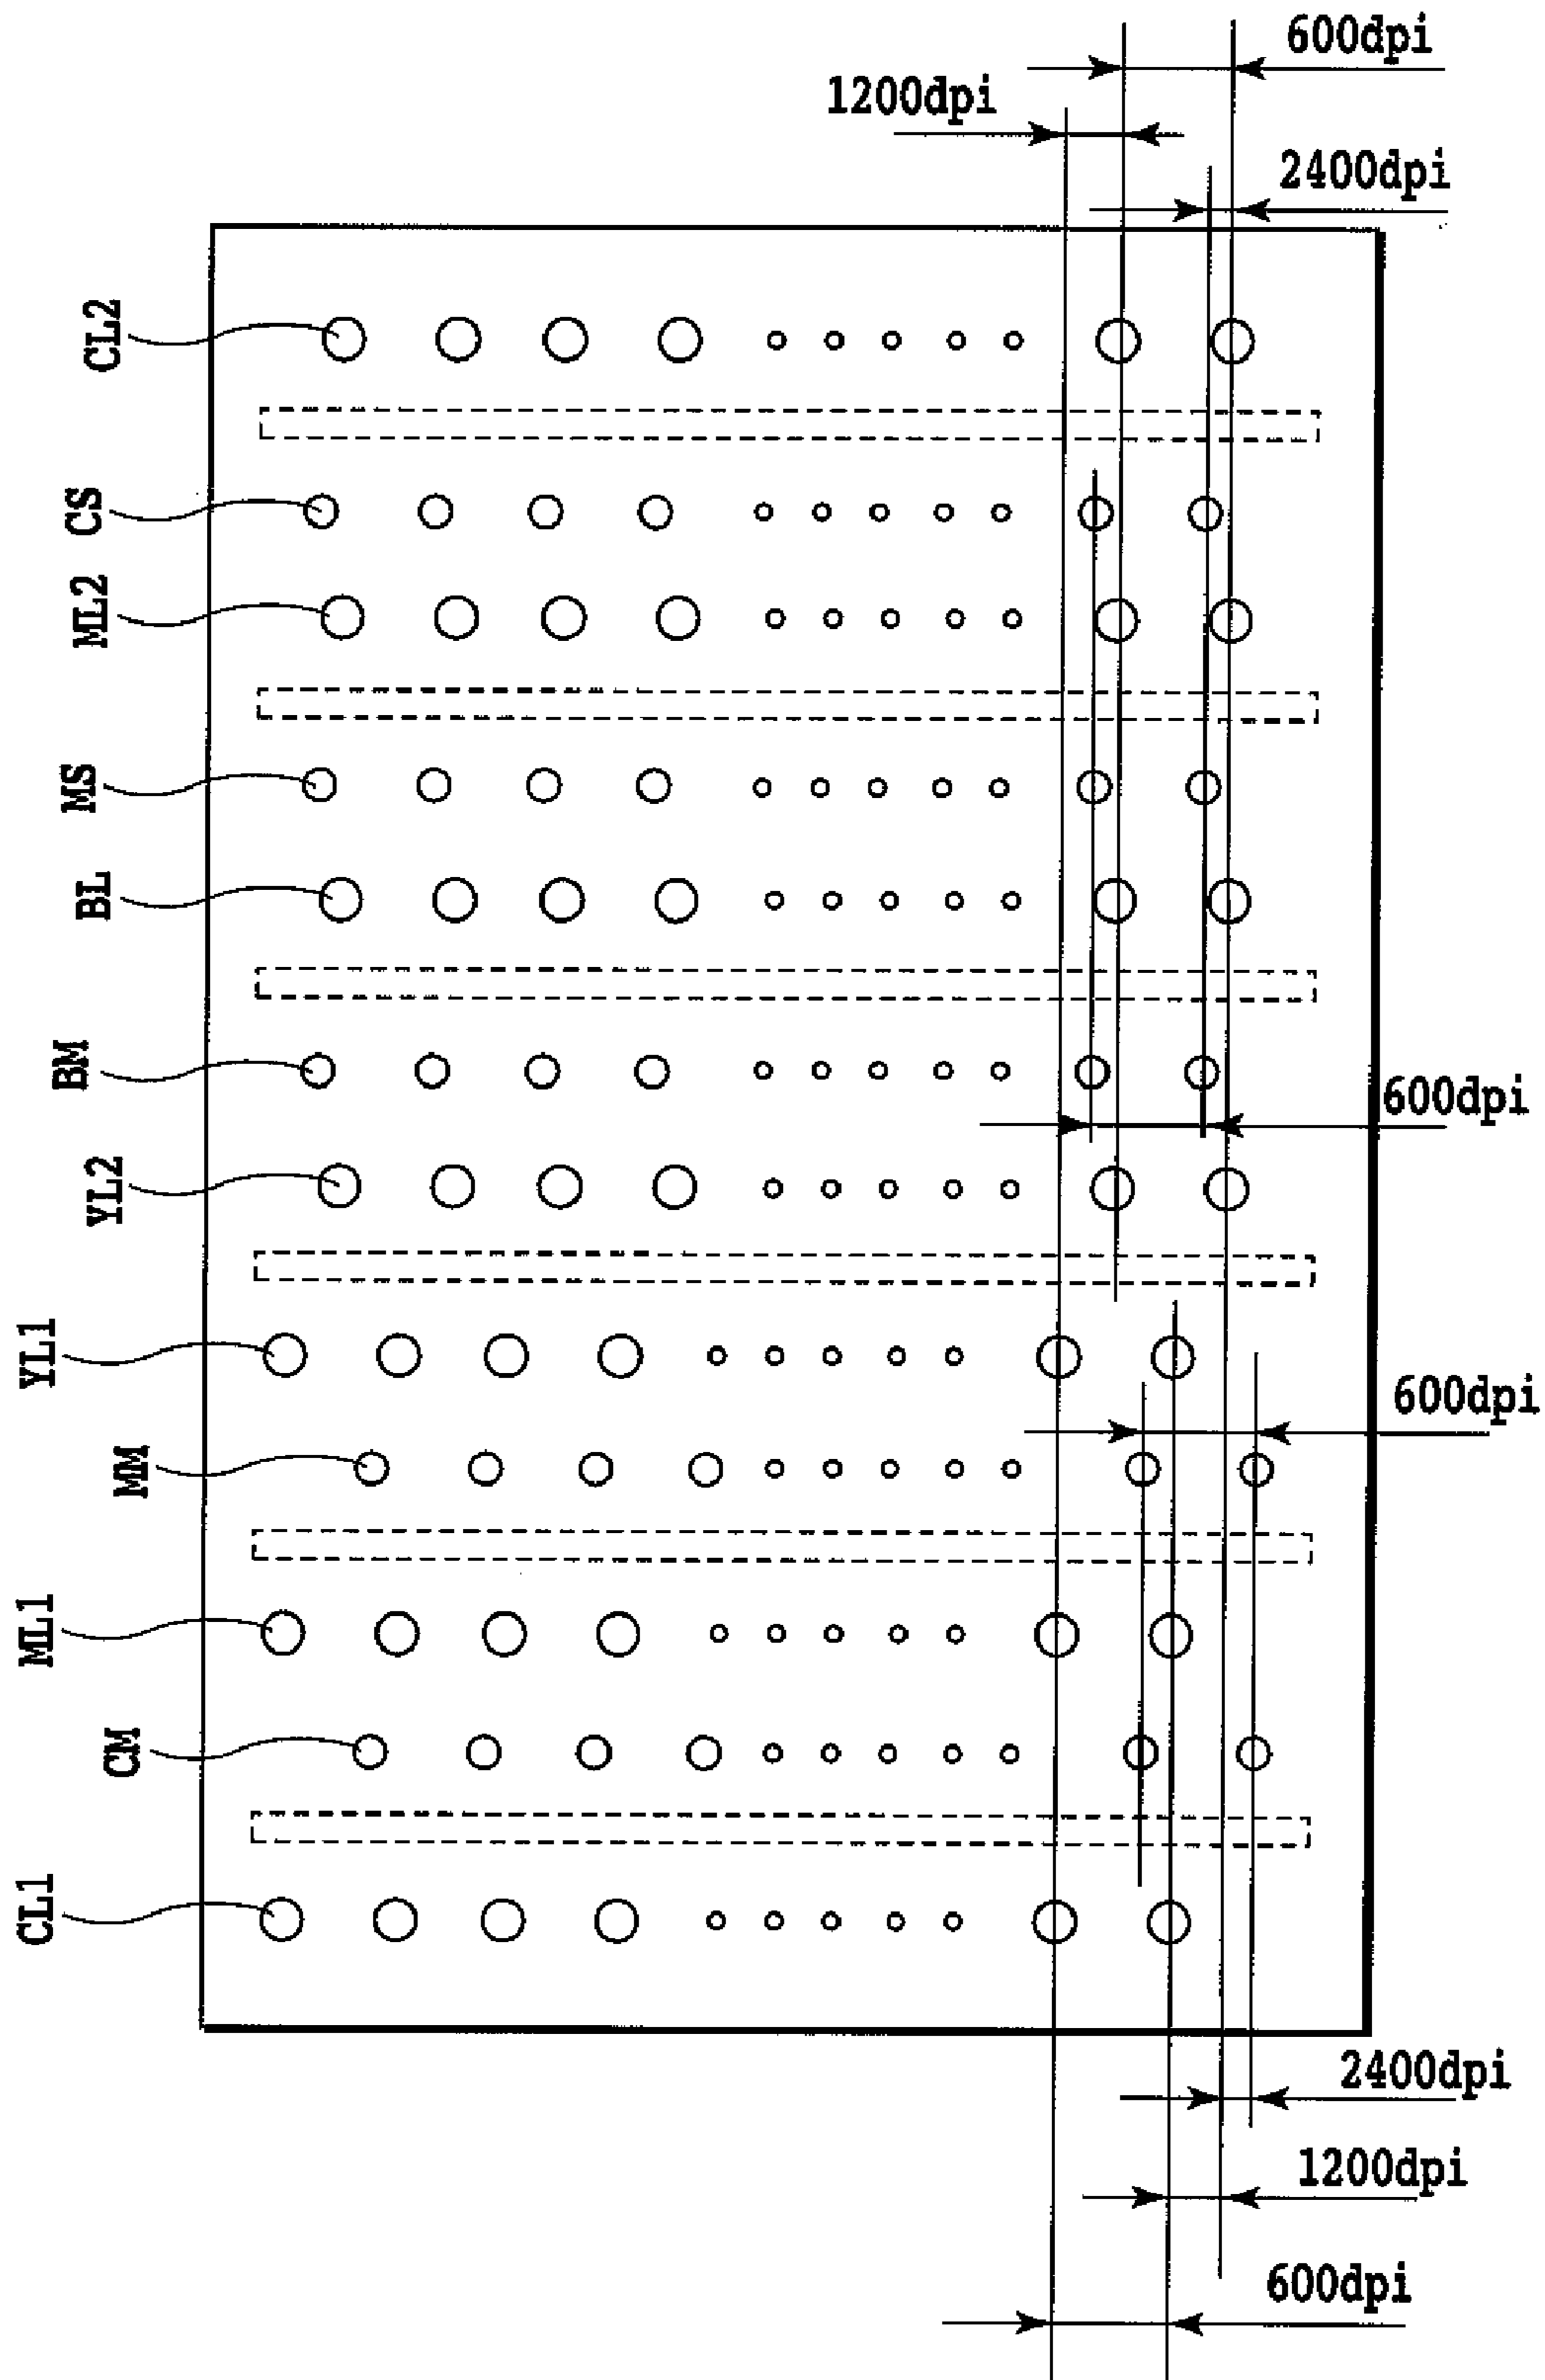 600dpi
1200dpi
2400dpi
CL2
CS
ML2
MS
BL
BM
600dpi
YL2
YL1
600dpi
MM
ML1
CM
CL1
2400dpi
1200dpi
600dpi